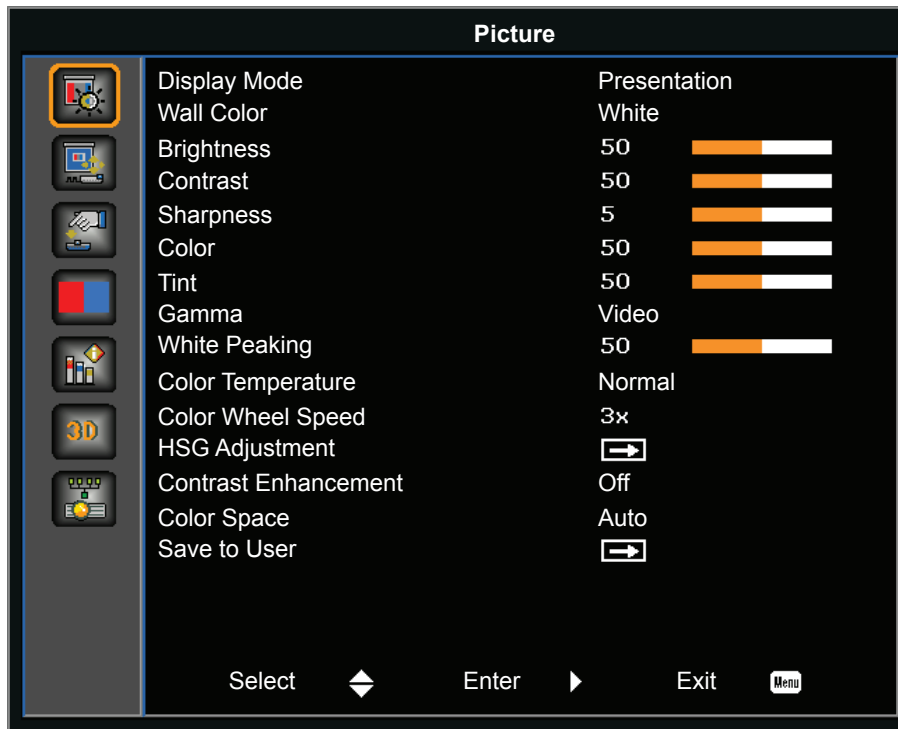 Picture
Display Mode Presentation
Wall Color White
Brightness 50
Contrast 50
Sharpness 5
Color 50
Tint 50
Gamma Video
White Peaking 50
Color Temperature Normal
3D
Color Wheel Speed 3x
HSG Adjustment
Contrast Enhancement Off
Color Space Auto
Save to User
Select Enter Exit Menu